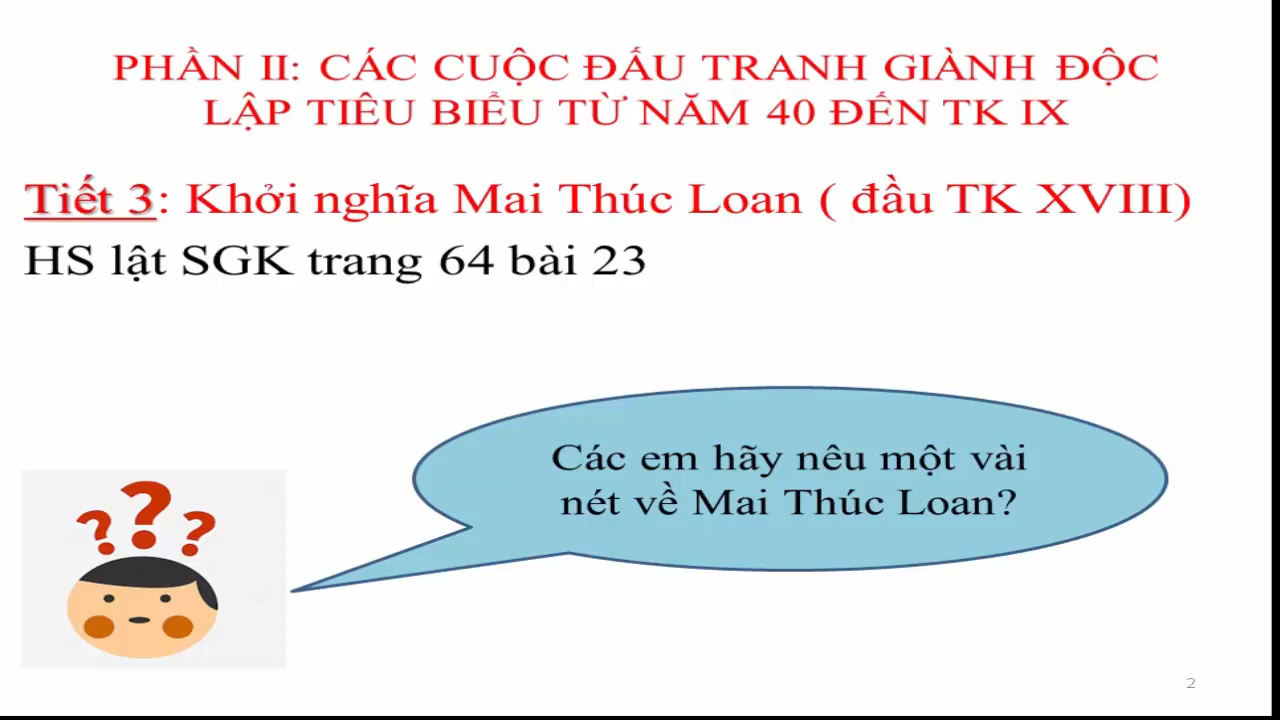 PHẦN II: CÁC CUỘC ĐẤU TRANH GIÀNH ĐỘC
LẬP TIÊU BIỂU TỪ NĂM 40 ĐẾN TK IX
Tiết 3: Khởi nghĩa Mai Thúc Loan ( đầu TK XVIII)
HS lật SGK trang 64 bài 23
Các em hãy nêu một vài
nét về Mai Thúc Loan?
? ? ?
2